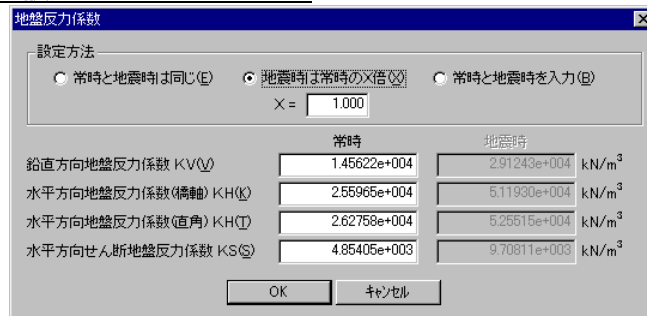 地盤反力係数
設定方法
常時と地震時は同じ(E) 地震時は常時のX倍(X) 常時と地震時を入力(B)
X = 1.000
常時 地震時
鉛直方向地盤反力係数 KV(V) 1.45622e+004 2.91243e+004 kN/m³
水平方向地盤反力係数(橋軸) KH(K) 2.55965e+004 5.11930e+004 kN/m³
水平方向地盤反力係数(直角) KH(T) 2.62758e+004 5.25515e+004 kN/m³
水平方向せん断地盤反力係数 KS(S) 4.85405e+003 9.70811e+003 kN/m³
OK キャンセル